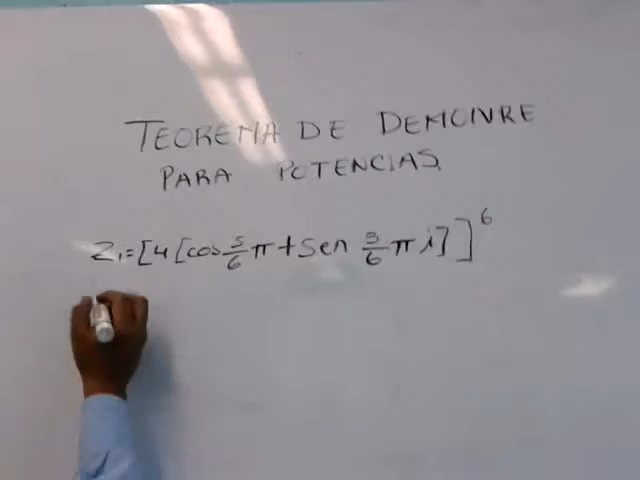 TEOREMA DE DEMOIVRE
PARA POTENCIAS.
Z₁=[4[cos 5/6 π + Sen 5/6 π i]]⁶